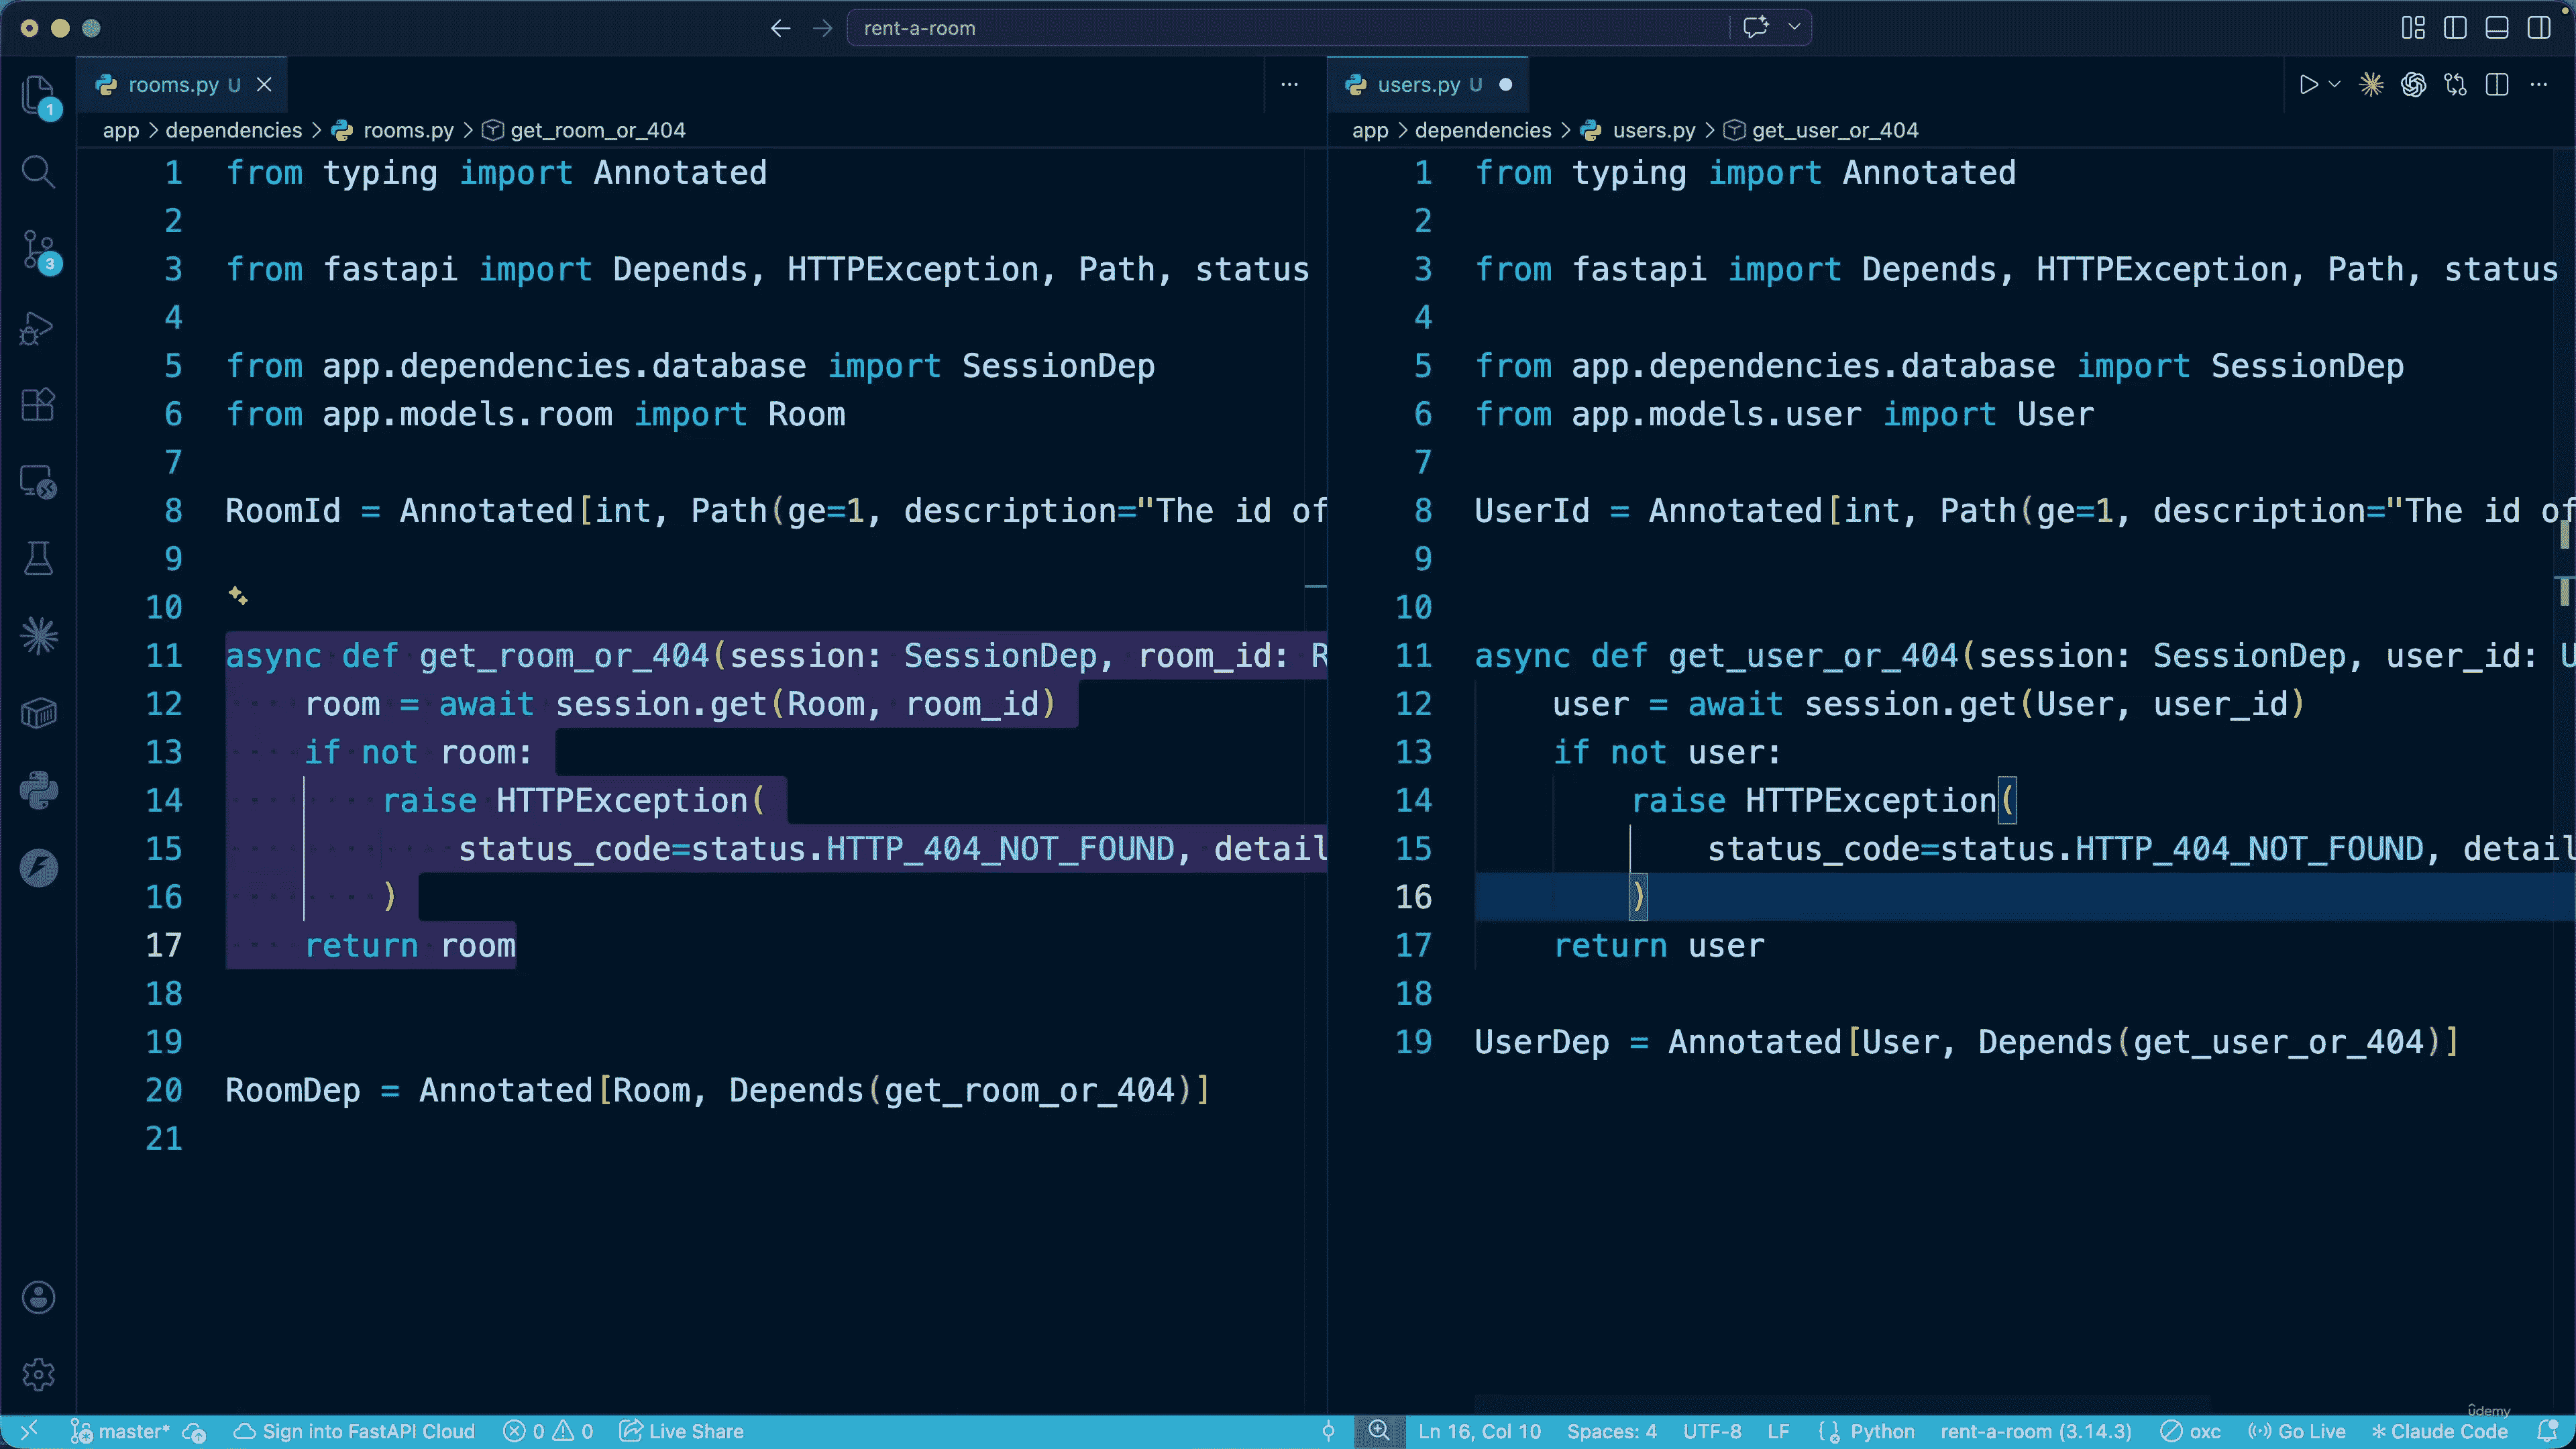 rent-a-room
rooms.py U
users.py U
1
3
app > dependencies > rooms.py > get_room_or_404
1 from typing import Annotated
2
3 from fastapi import Depends, HTTPException, Path, status
4
5 from app.dependencies.database import SessionDep
6 from app.models.room import Room
7
8 RoomId = Annotated[int, Path(ge=1, description="The id of
9
10
11 async def get_room_or_404(session: SessionDep, room_id: R
12 room = await session.get(Room, room_id)
13 if not room:
14 raise HTTPException(
15 status_code=status.HTTP_404_NOT_FOUND, detail
16 )
17 return room
18
19
20 RoomDep = Annotated[Room, Depends(get_room_or_404)]
21
app > dependencies > users.py > get_user_or_404
1 from typing import Annotated
2
3 from fastapi import Depends, HTTPException, Path, status
4
5 from app.dependencies.database import SessionDep
6 from app.models.user import User
7
8 UserId = Annotated[int, Path(ge=1, description="The id of
9
10
11 async def get_user_or_404(session: SessionDep, user_id: U
12 user = await session.get(User, user_id)
13 if not user:
14 raise HTTPException(
15 status_code=status.HTTP_404_NOT_FOUND, detail
16 )
17 return user
18
19 UserDep = Annotated[User, Depends(get_user_or_404)]
ûdemy
master* Sign into FastAPI Cloud 0 0 Live Share Ln 16, Col 10 Spaces: 4 UTF-8 LF Python rent-a-room (3.14.3) oxc Go Live Claude Code